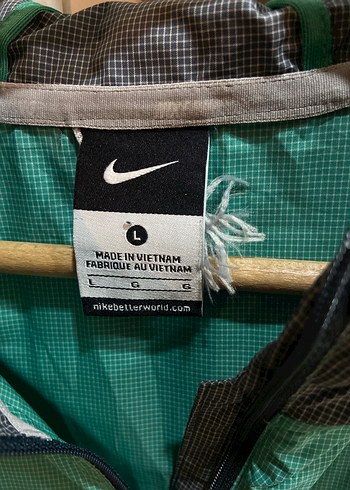 L
MADE IN VIETNAM
FABRIQUE AU VIETNAM
L G G
nikebetterworld.com